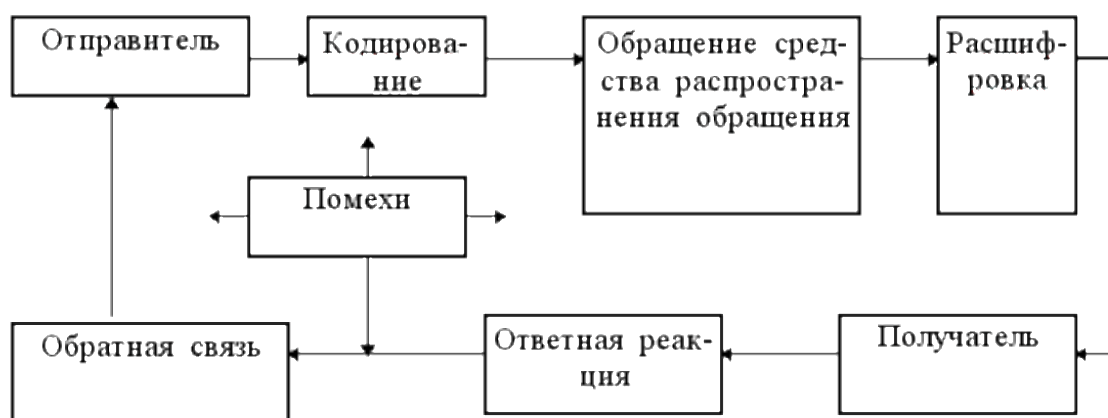 Отправитель
Кодирова-
ние
Обращение сред-
ства распростра-
нения обращения
Расшиф-
ровка
Помехи
Обратная связь
Ответная реак-
ция
Получатель